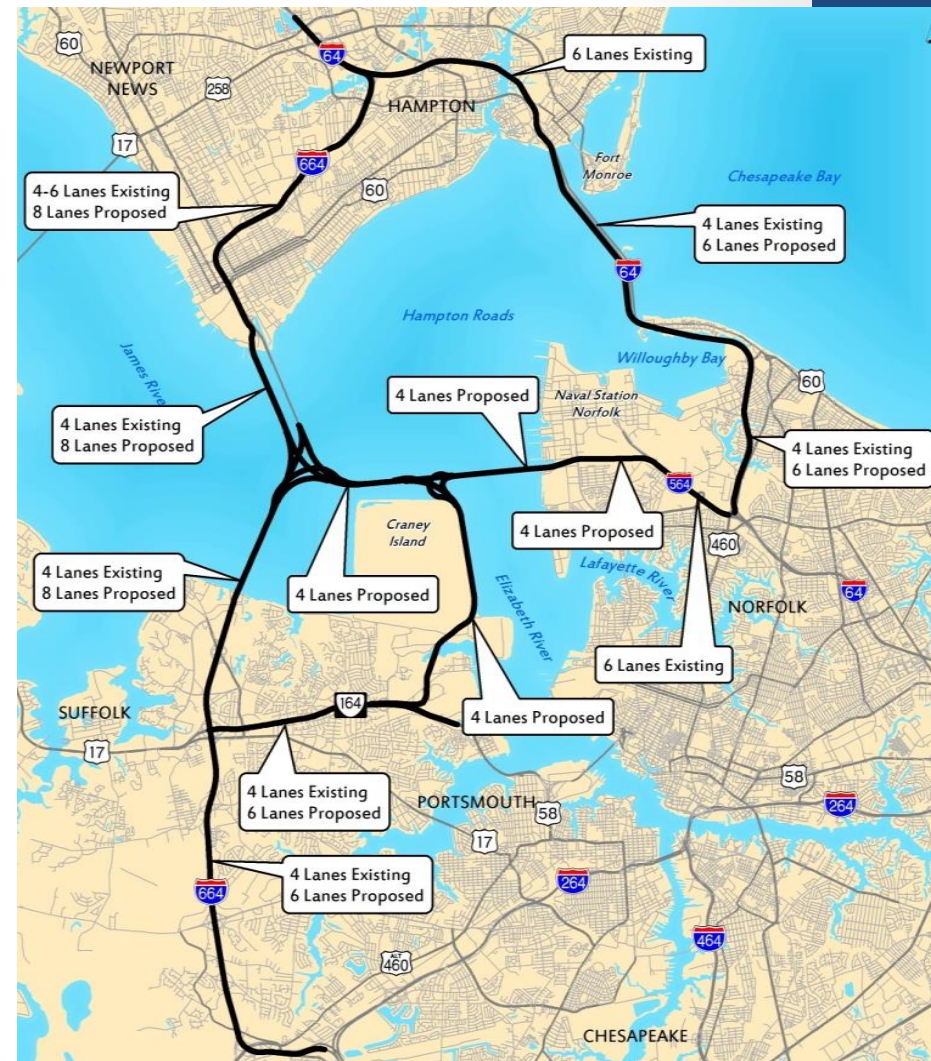 60
64
6 Lanes Existing
NEWPORT
NEWS
258
HAMPTON
17
664
Fort
Monroe
Chesapeake Bay
60
4-6 Lanes Existing
8 Lanes Proposed
4 Lanes Existing
6 Lanes Proposed
64
Hampton Roads
James River
Willoughby Bay
60
4 Lanes Proposed
Naval Station
Norfolk
4 Lanes Existing
8 Lanes Proposed
4 Lanes Existing
6 Lanes Proposed
564
4 Lanes Proposed
Craney
Island
460
4 Lanes Existing
8 Lanes Proposed
4 Lanes Proposed
Lafayette River
64
Elizabeth River
NORFOLK
6 Lanes Existing
164
SUFFOLK
4 Lanes Proposed
17
4 Lanes Existing
6 Lanes Proposed
58
PORTSMOUTH
58
264
17
4 Lanes Existing
6 Lanes Proposed
664
264
464
ALT
460
CHESAPEAKE